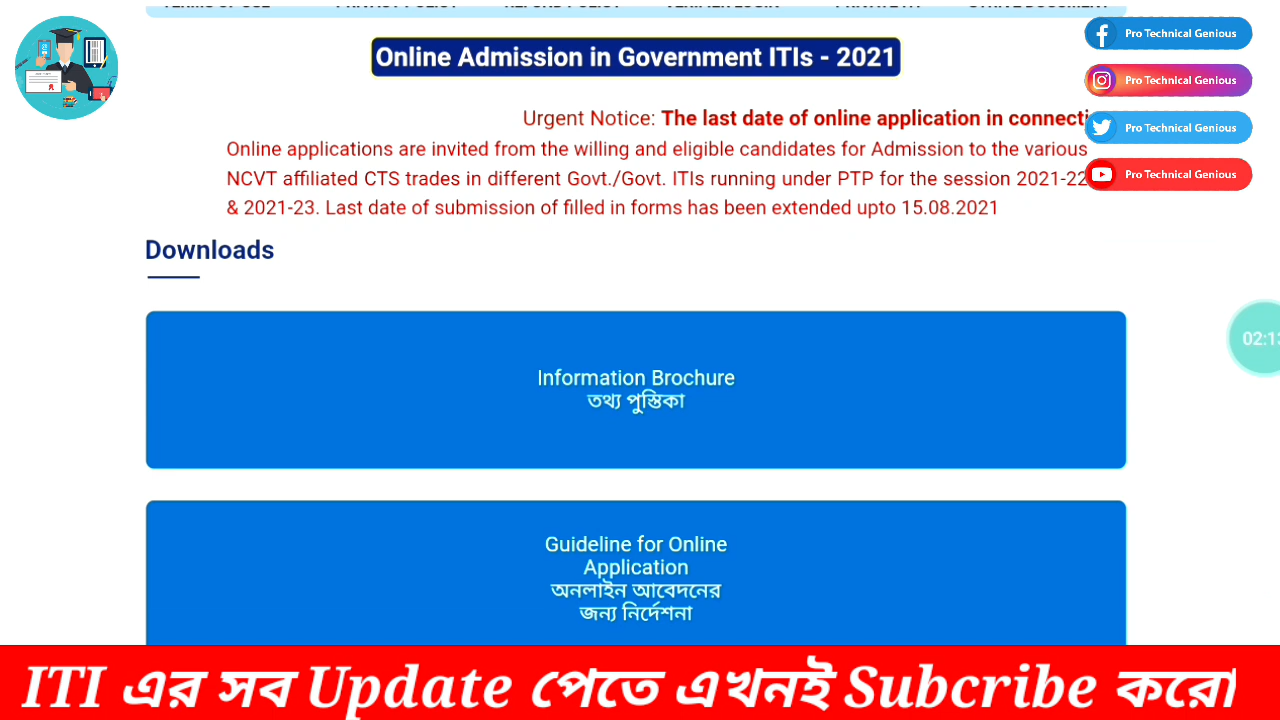 Online Admission in Government ITIs - 2021
Urgent Notice: The last date of online application in connecti
Online applications are invited from the willing and eligible candidates for Admission to the various
NCVT affiliated CTS trades in different Govt./Govt. ITIs running under PTP for the session 2021-22
& 2021-23. Last date of submission of filled in forms has been extended upto 15.08.2021
Pro Technical Genious
Pro Technical Genious
Pro Technical Genious
Pro Technical Genious
Downloads
02:13
Information Brochure
তথ্য পুস্তিকা
Guideline for Online
Application
অনলাইন আবেদনের
জন্য নির্দেশনা
ITI এর সব Update পেতে এখনই Subcribe করো